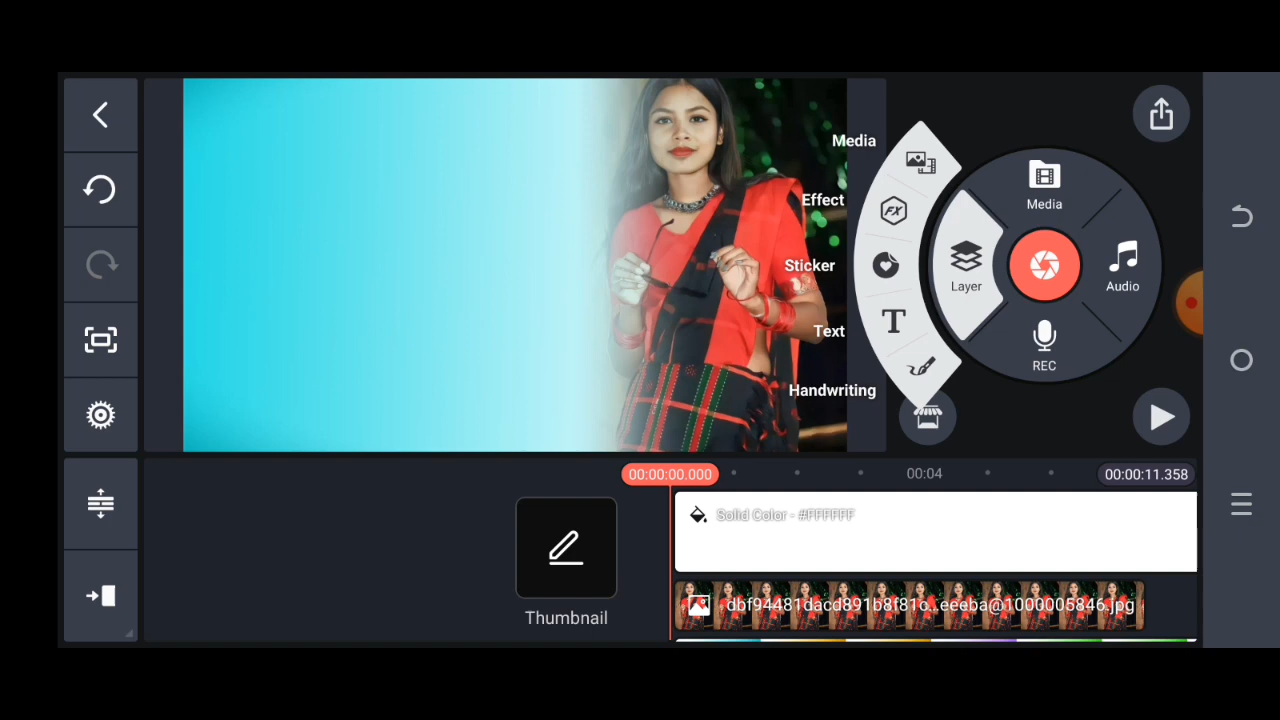 Media
Effect
Sticker
Text
Handwriting
Media
Layer
Audio
REC
00:00:00.000
00:04
00:00:11.358
Solid Color - #FFFFFF
Thumbnail
dbf94481dacd891b8f81c..eeeba@1000005846.jpg